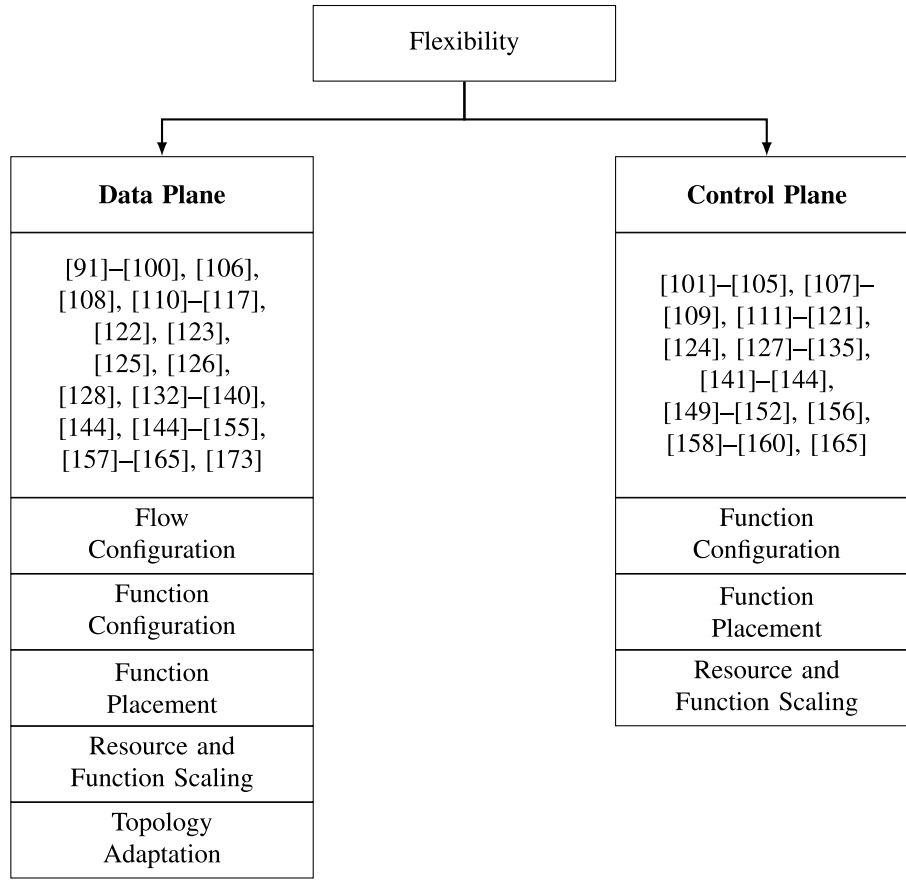 Flexibility
Data Plane
[91]–[100], [106],
[108], [110]–[117],
[122], [123],
[125], [126],
[128], [132]–[140],
[144], [144]–[155],
[157]–[165], [173]
Flow
Configuration
Function
Configuration
Function
Placement
Resource and
Function Scaling
Topology
Adaptation
Control Plane
[101]–[105], [107]–
[109], [111]–[121],
[124], [127]–[135],
[141]–[144],
[149]–[152], [156],
[158]–[160], [165]
Function
Configuration
Function
Placement
Resource and
Function Scaling